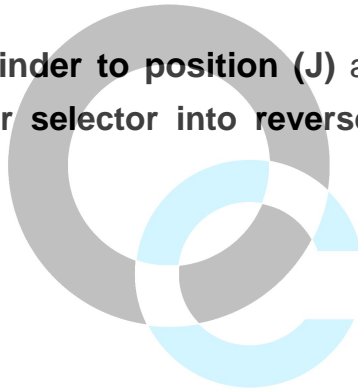 inder to position (J) a
r selector into reverse